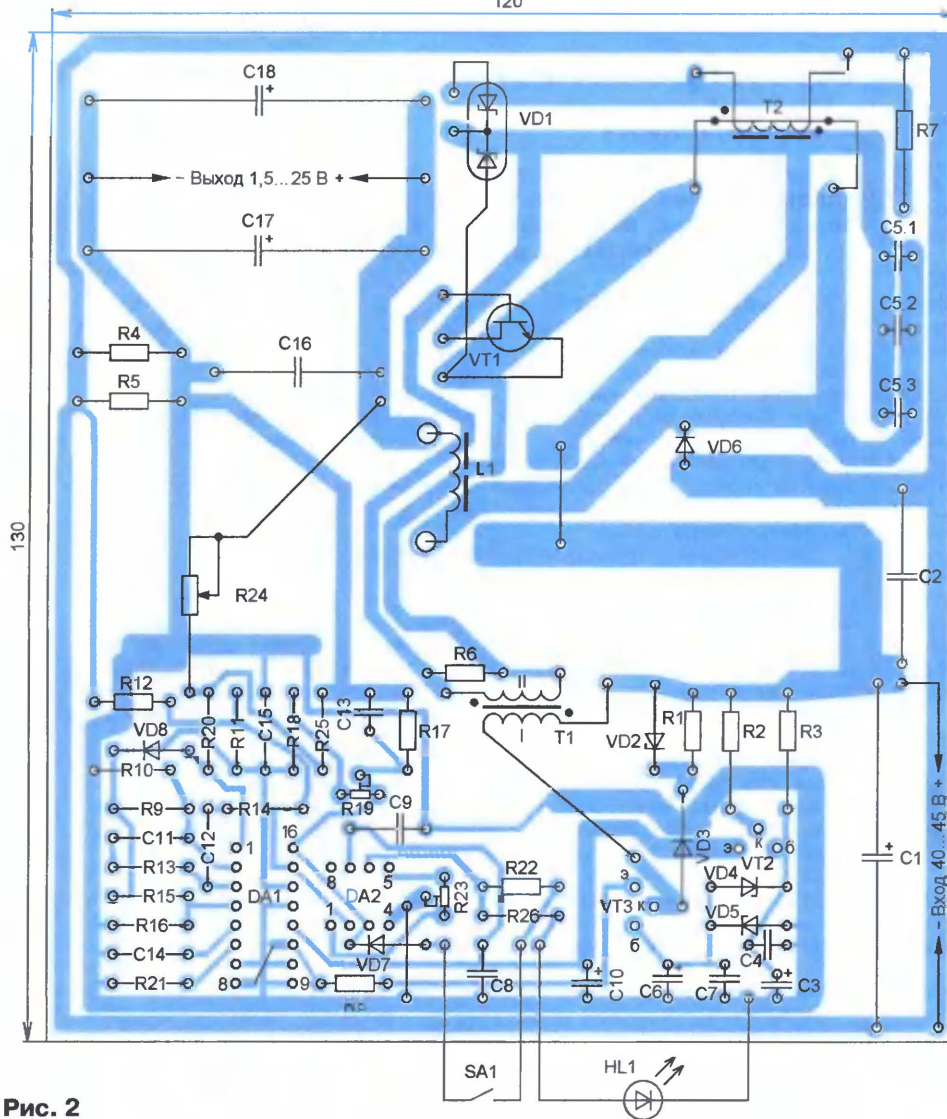 120
C18
VD1
T2
R7
- Выход 1,5...25 В +
C17
C5.1
C5.2
VT1
R4
C16
R5
C5.3
L1
VD6
130
C2
R24
R6
II
I
T1
R12
R20
R11
C15
R18
R25
C13
R17
VD2
R1
R2
R3
VD8
R10
R19
R9
R14
C9
C12
C11
1
16
R13
DA1
8
5
DA2
R23
R22
VD3
э
к
б
VT2
VD4
C1
- Вход 40...45 В +
R15
1
4
R26
э
VT3
к
б
VD5
R16
C14
VD7
C4
R21
8
9
C8
C10
C6
C7
C3
SA1
HL1
Рис. 2